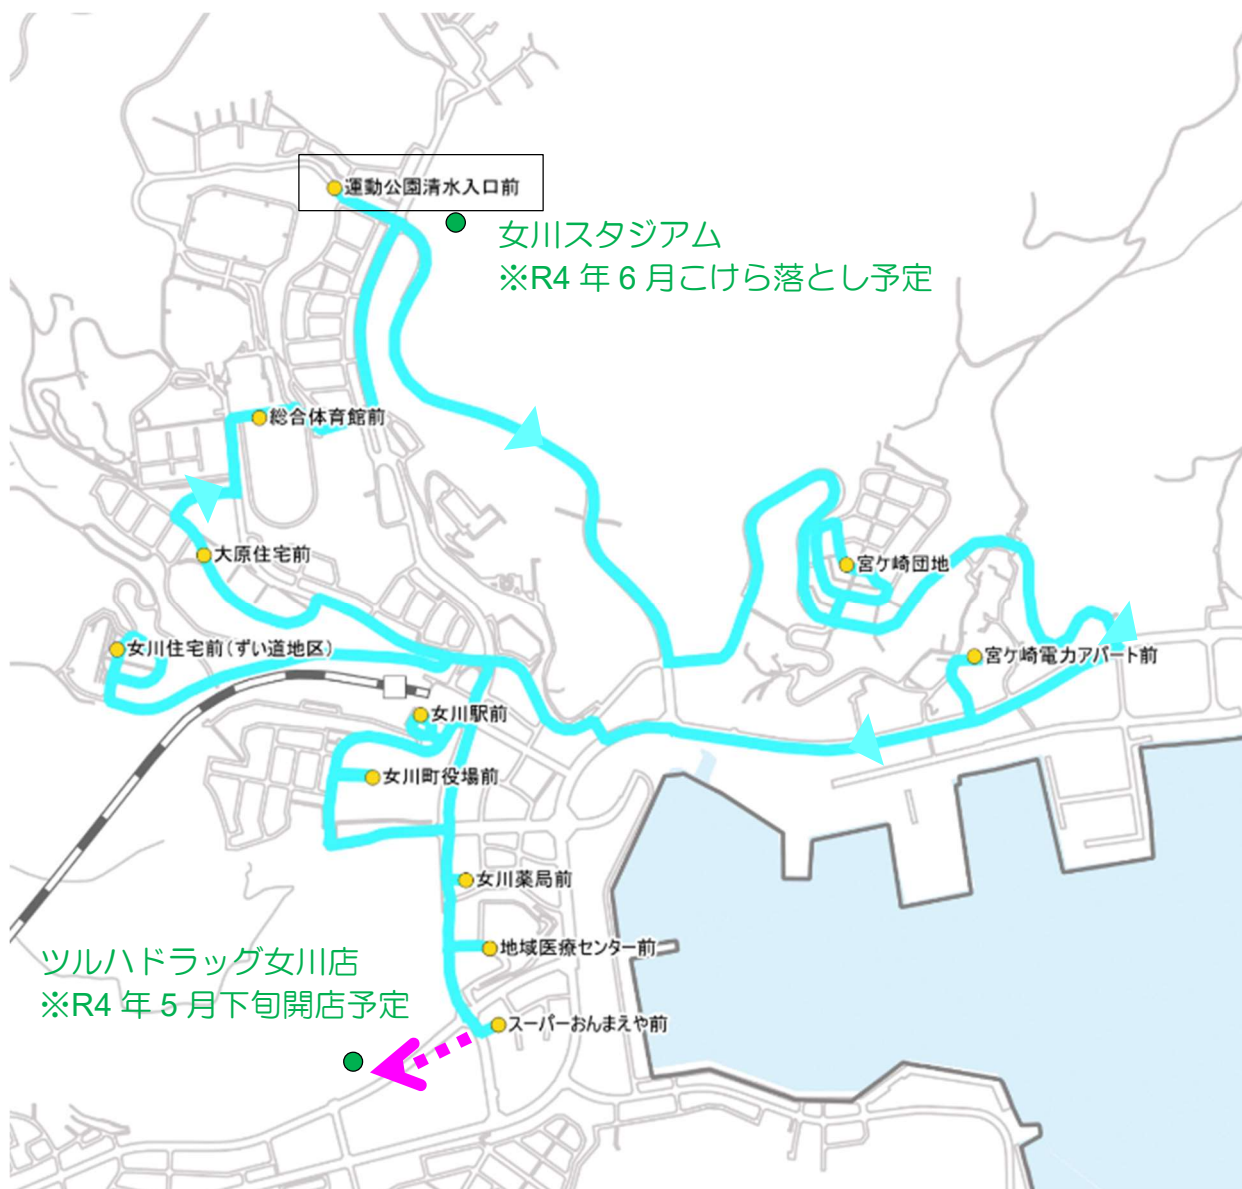 運動公園清水入口前
女川スタジアム
※R4 年 6 月こけら落とし予定
総合体育館前
大原住宅前
宮ケ崎団地
女川住宅前(ずい道地区)
宮ケ崎電力アパート前
女川駅前
女川町役場前
女川薬局前
地域医療センター前
ツルハドラッグ女川店
※R4 年 5 月下旬開店予定
スーパーおんまえや前